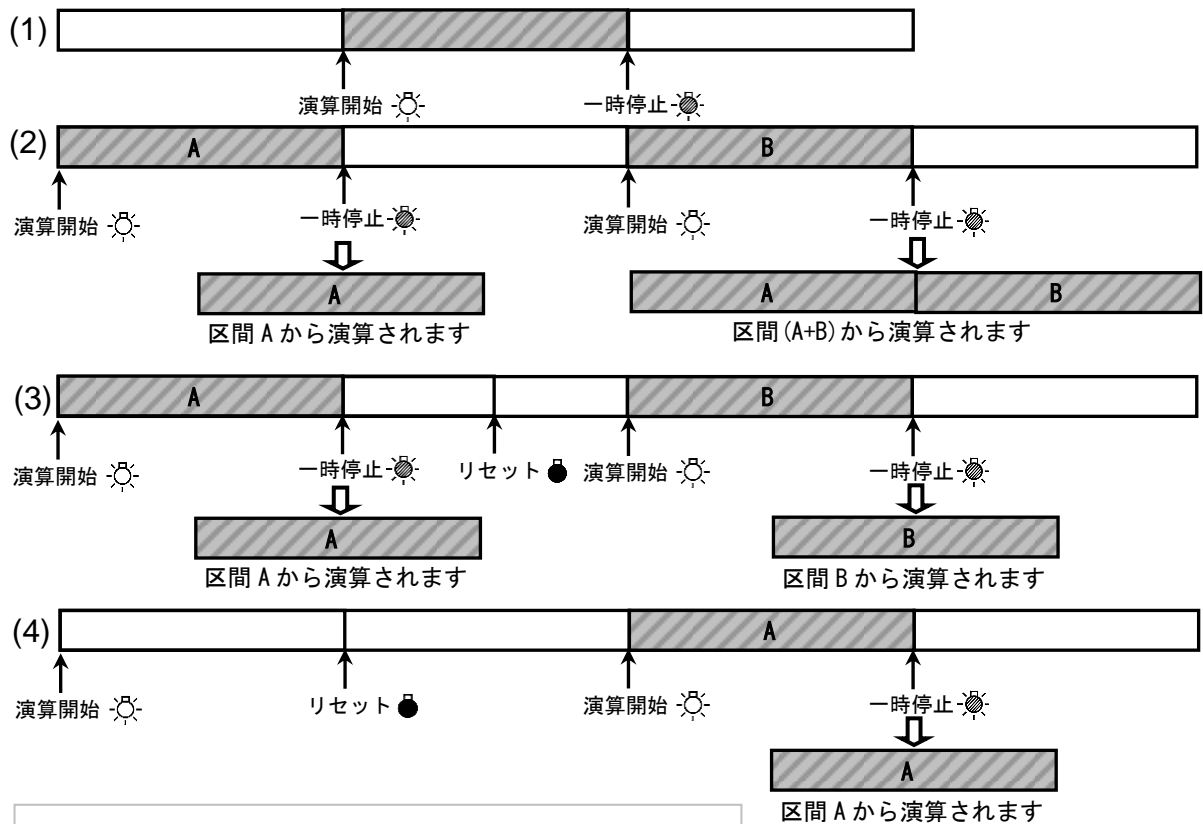 (1)
演算開始 一時停止
(2) A B
演算開始 一時停止 演算開始 一時停止
A A B
区間 A から演算されます 区間(A+B)から演算されます
(3) A B
演算開始 一時停止 リセット 演算開始 一時停止
A B
区間 A から演算されます 区間 B から演算されます
(4) A
演算開始 リセット 演算開始 一時停止
A
区間 A から演算されます